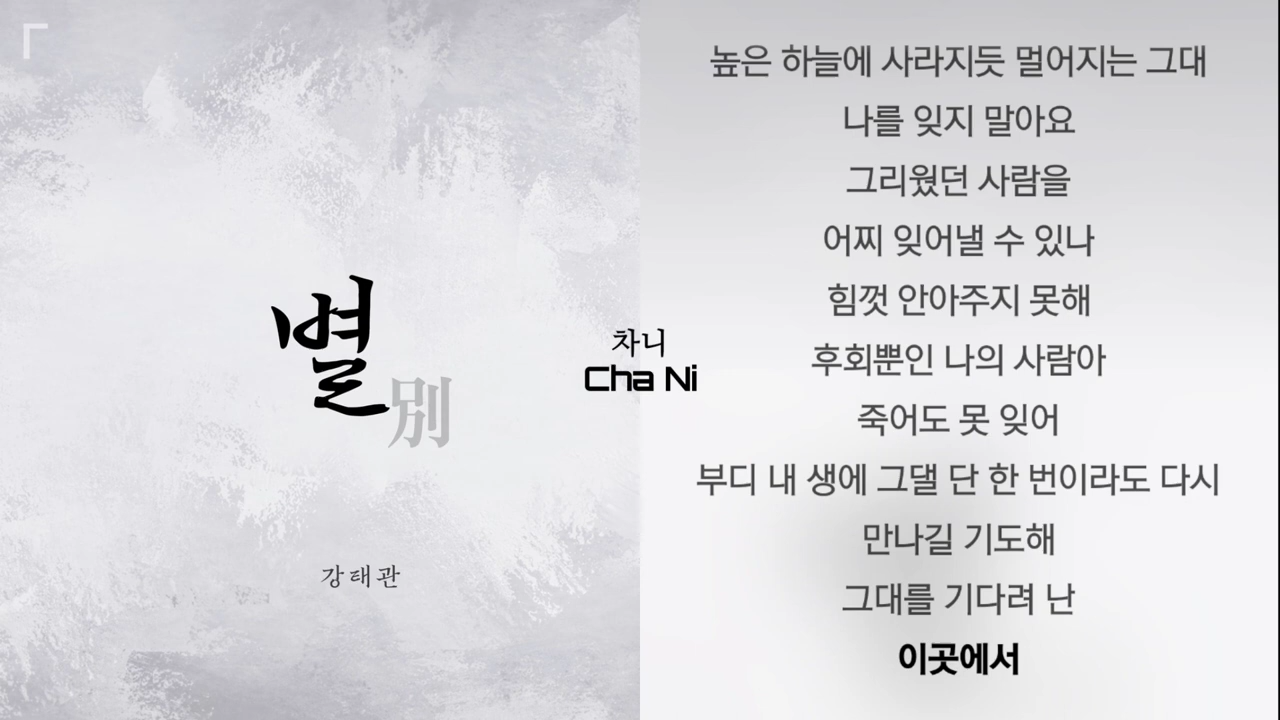 별
別
강태관
차니
Cha Ni
높은 하늘에 사라지듯 멀어지는 그대
나를 잊지 말아요
그리웠던 사람을
어찌 잊어낼 수 있나
힘껏 안아주지 못해
후회뿐인 나의 사람아
죽어도 못 잊어
부디 내 생에 그댈 단 한 번이라도 다시
만나길 기도해
그대를 기다려 난
이곳에서